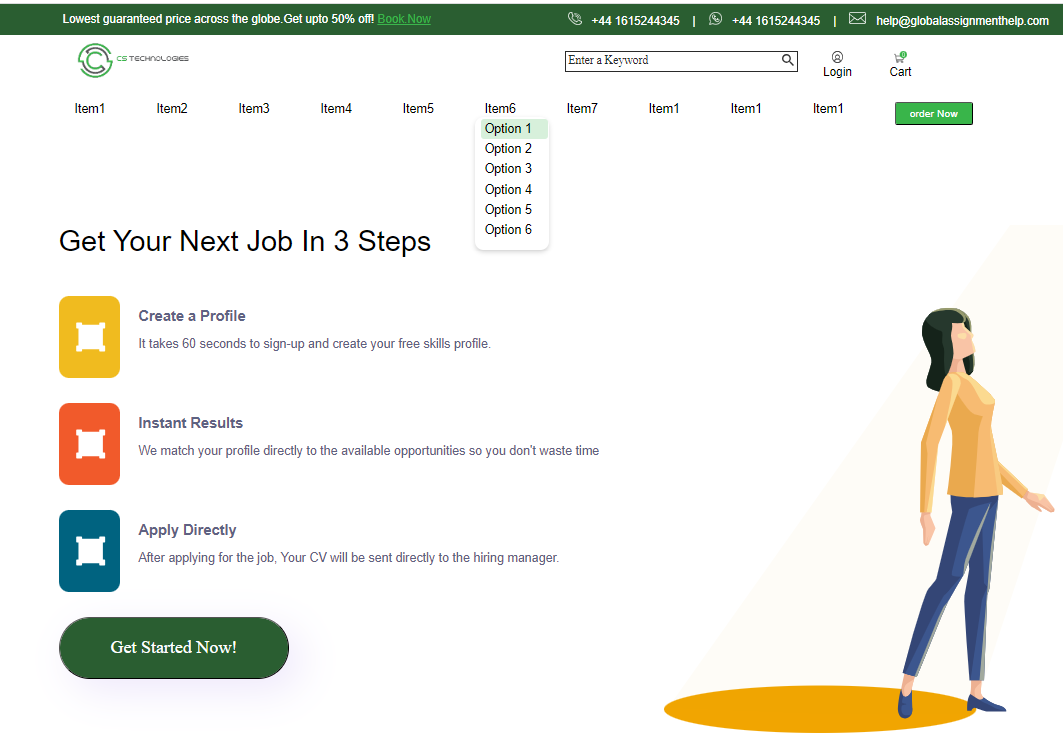 Lowest guaranteed price across the globe.Get upto 50% off! Book Now
+44 1615244345 | +44 1615244345 | help@globalassignmenthelp.com
CS TECHNOLOGIES
Enter a Keyword
Login
0
Cart
Item1 Item2 Item3 Item4 Item5 Item6 Item7 Item1 Item1 Item1 order Now
Option 1
Option 2
Option 3
Option 4
Option 5
Option 6
Get Your Next Job In 3 Steps
Create a Profile
It takes 60 seconds to sign-up and create your free skills profile.
Instant Results
We match your profile directly to the available opportunities so you don't waste time
Apply Directly
After applying for the job, Your CV will be sent directly to the hiring manager.
Get Started Now!